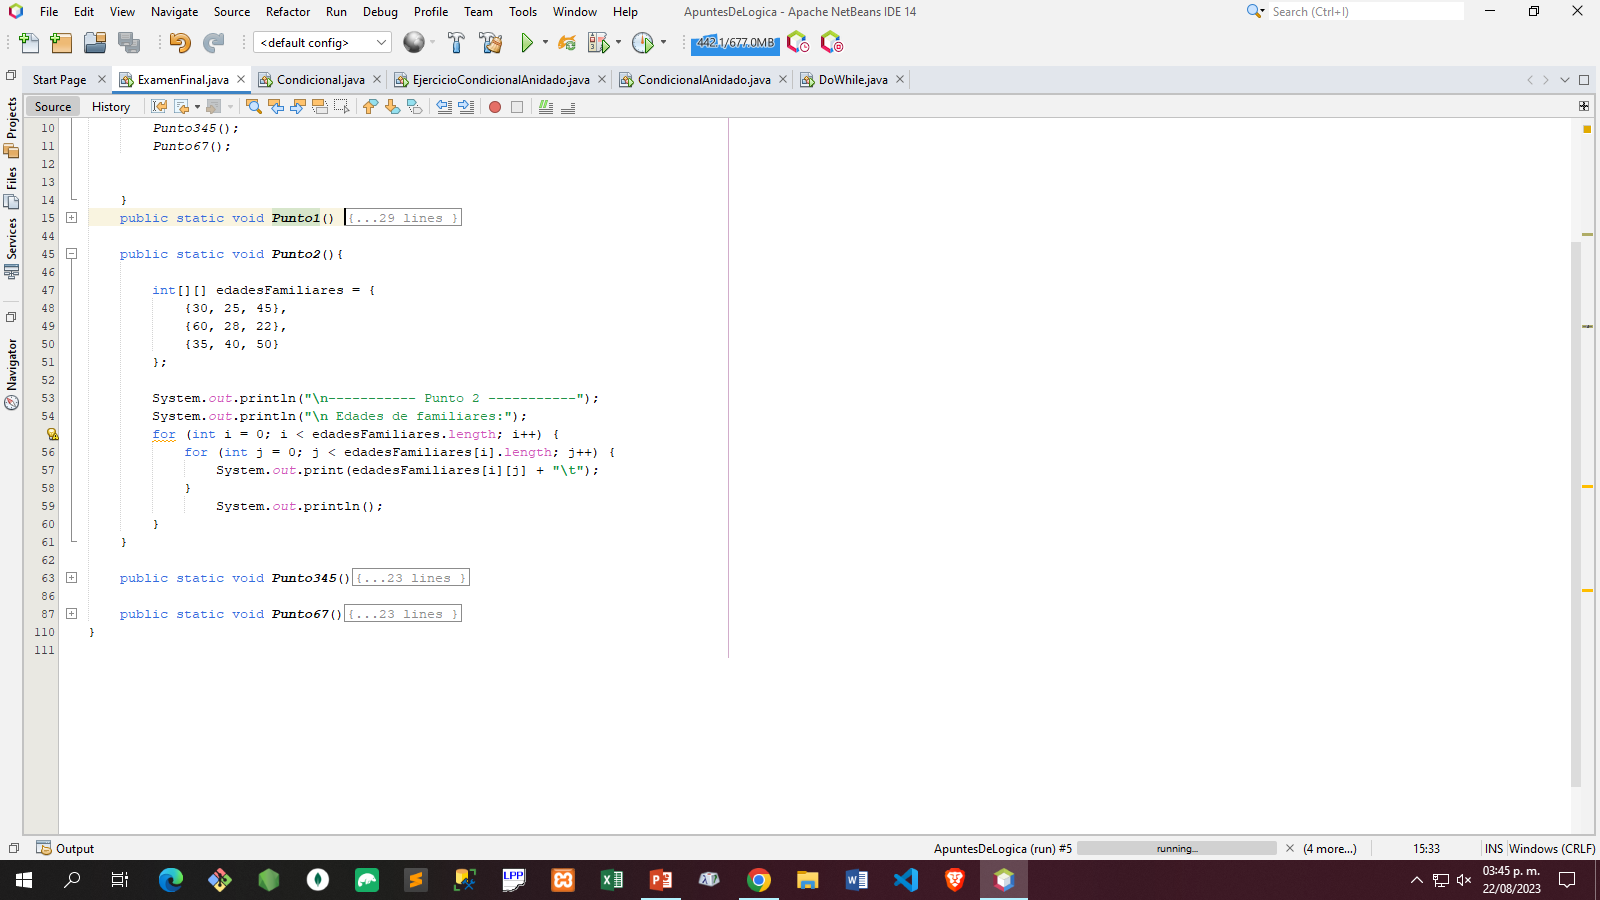 File Edit View Navigate Source Refactor Run Debug Profile Team Tools Window Help ApuntesDeLogica - Apache NetBeans IDE 14 Search (Ctrl+I)
<default config> 442.1/677.0MB
Start Page ExamenFinal.java Condicional.java EjercicioCondicionalAnidado.java CondicionalAnidado.java DoWhile.java
Source History
Projects
Files
Services
Navigator
10 Punto345();
11 Punto67();
12
13
14 }
15 public static void Punto1() {...29 lines }
44
45 public static void Punto2(){
46
47 int[][] edadesFamiliares = {
48 {30, 25, 45},
49 {60, 28, 22},
50 {35, 40, 50}
51 };
52
53 System.out.println("\n----------- Punto 2 -----------");
54 System.out.println("\n Edades de familiares:");
for (int i = 0; i < edadesFamiliares.length; i++) {
56 for (int j = 0; j < edadesFamiliares[i].length; j++) {
57 System.out.print(edadesFamiliares[i][j] + "\t");
58 }
59 System.out.println();
60 }
61 }
62
63 public static void Punto345(){...23 lines }
86
87 public static void Punto67(){...23 lines }
110 }
111
Output ApuntesDeLogica (run) #5 running... (4 more...) 15:33 INS Windows (CRLF)
LPP
03:45 p. m.
22/08/2023